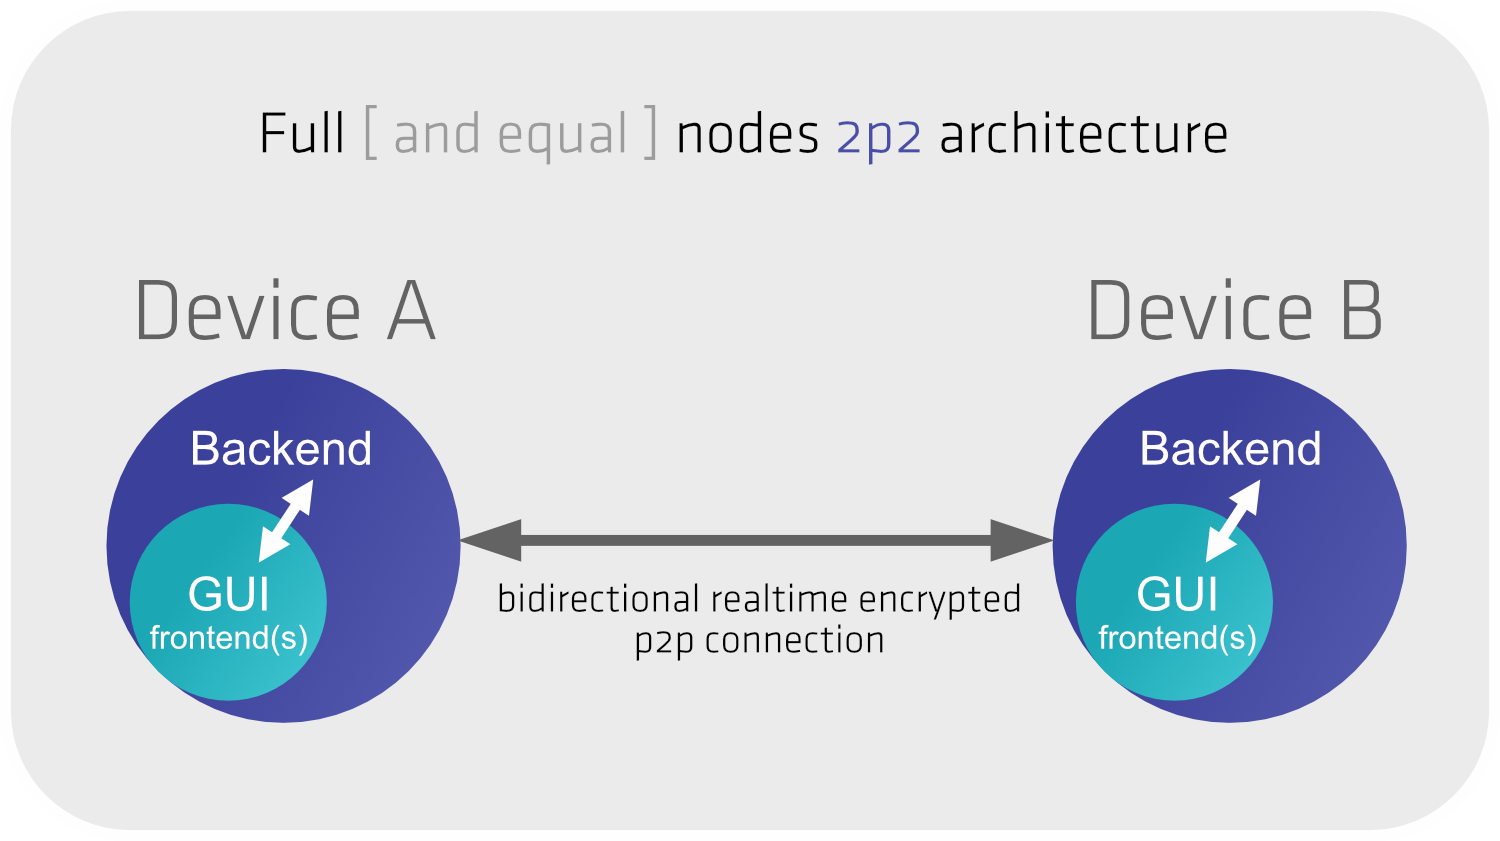 Full [ and equal ] nodes 2p2 architecture
Device A
Device B
Backend
GUI
frontend(s)
bidirectional realtime encrypted
p2p connection
Backend
GUI
frontend(s)